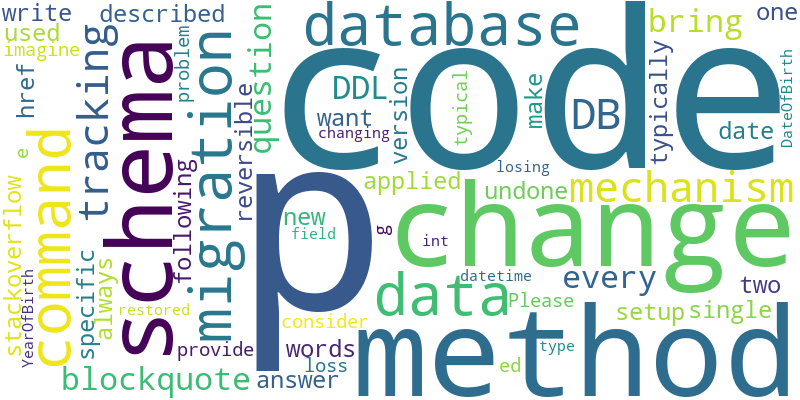 write
described
database
code
bring
one
used
imagine
problem
href
tracking
schema
migration
question
reversible
DDL
want
changing
version
typical
make
DB
typically
date
DateOfBirth
command
e
stackoverflow
always
specific
YearOfBirth
following
restored
losing
applied
undone
mechanism
p
change
new
field
g
int
datetime
every
two
data
Please
setup
single
consider
provide
words
loss
answer
blockquote
method
ed
type